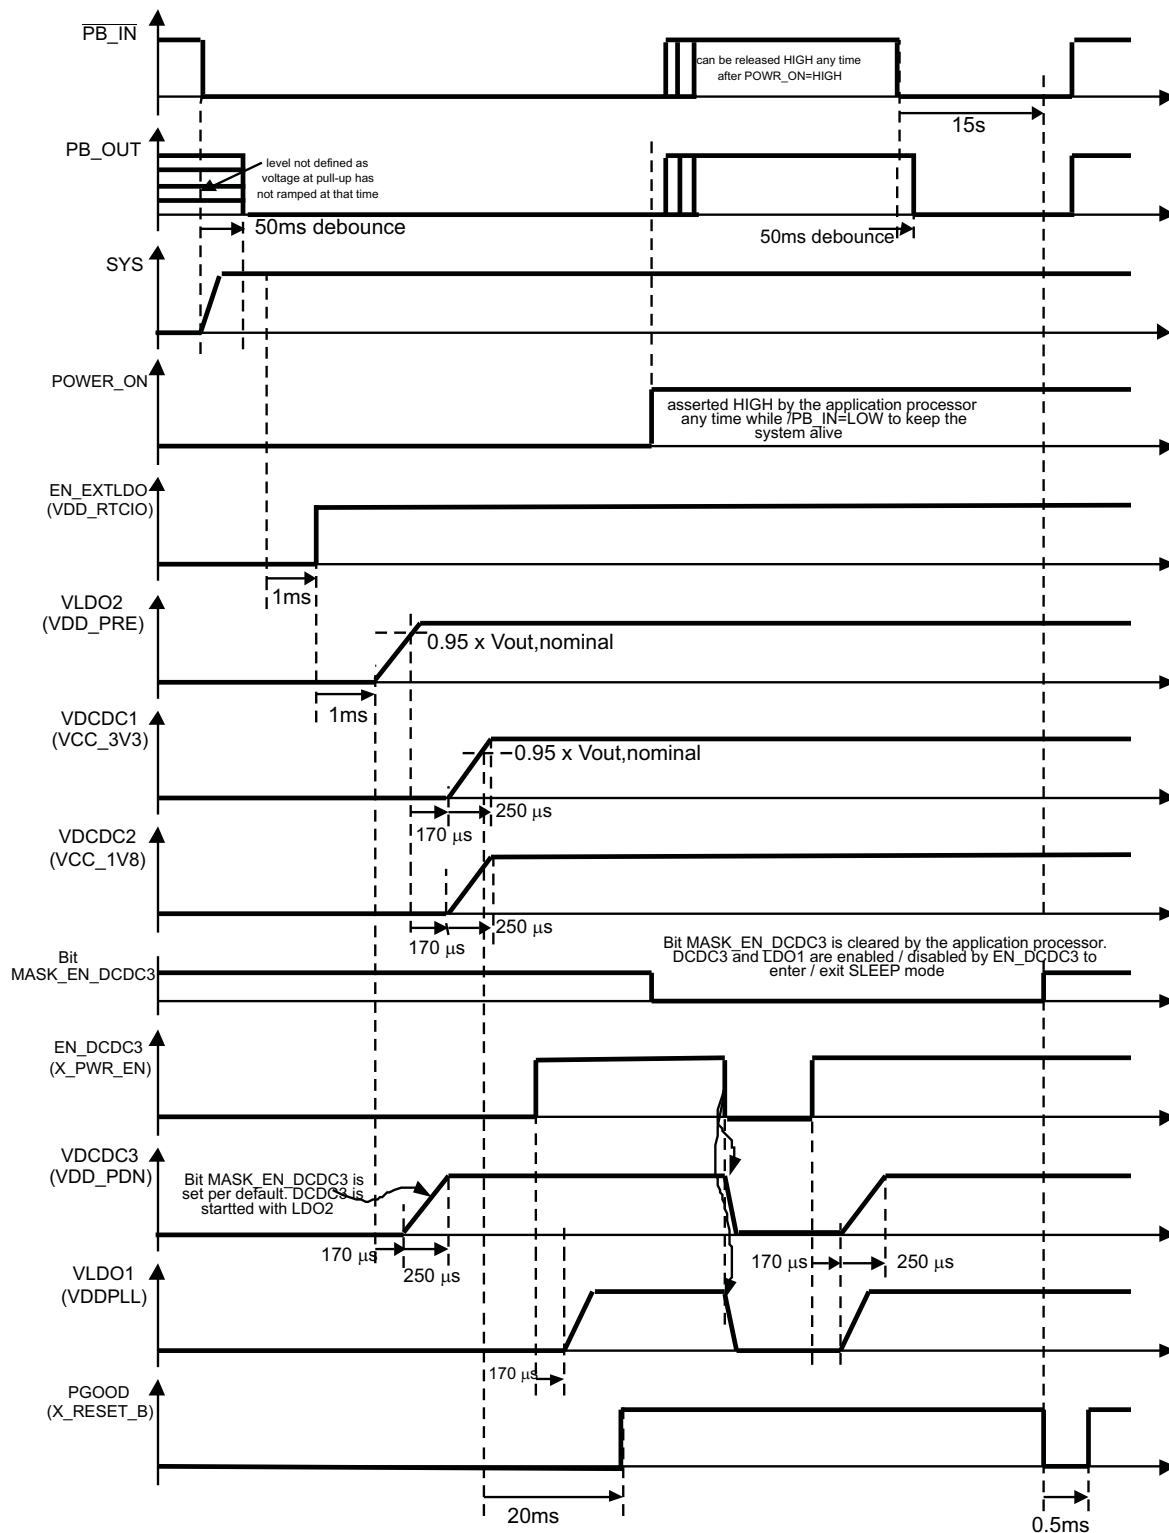 PB_IN
can be released HIGH any time
after POWR_ON=HIGH
15s
PB_OUT
level not defined as
voltage at pull-up has
not ramped at that time
50ms debounce
50ms debounce
SYS
POWER_ON
asserted HIGH by the application processor
any time while /PB_IN=LOW to keep the
system alive
EN_EXTLDO
(VDD_RTCIO)
1ms
VLDO2
(VDD_PRE)
0.95 x Vout,nominal
1ms
VDCDC1
(VCC_3V3)
0.95 x Vout,nominal
250 μs
170 μs
VDCDC2
(VCC_1V8)
250 μs
170 μs
Bit
MASK_EN_DCDC3
Bit MASK_EN_DCDC3 is cleared by the application processor.
DCDC3 and LDO1 are enabled / disabled by EN_DCDC3 to
enter / exit SLEEP mode
EN_DCDC3
(X_PWR_EN)
VDCDC3
(VDD_PDN)
Bit MASK_EN_DCDC3 is
set per default. DCDC3 is
startted with LDO2
170 μs
250 μs
170 μs
250 μs
VLDO1
(VDDPLL)
170 μs
PGOOD
(X_RESET_B)
20ms
0.5ms